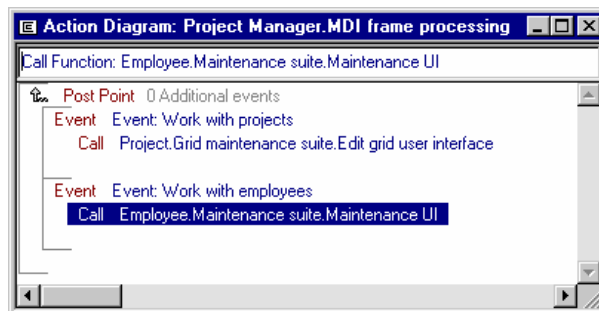 Action Diagram: Project Manager.MDI frame processing
Call Function: Employee.Maintenance suite.Maintenance UI
Post Point 0 Additional events
Event Event: Work with projects
Call Project.Grid maintenance suite.Edit grid user interface
Event Event: Work with employees
Call Employee.Maintenance suite.Maintenance UI